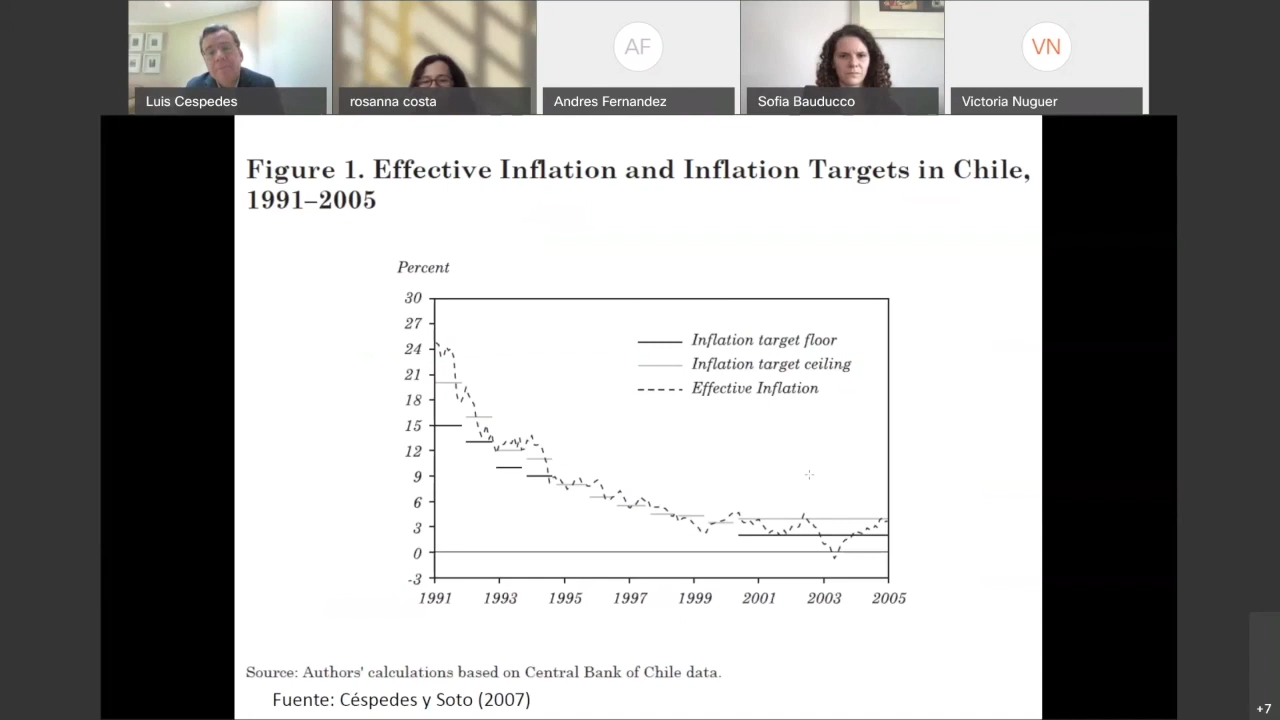 AF
VN
Luis Cespedes
rosanna costa
Andres Fernandez
Sofia Bauducco
Victoria Nuguer
Figure 1. Effective Inflation and Inflation Targets in Chile,
1991–2005
Percent
30
27
24
21
18
15
12
9
6
3
0
-3
Inflation target floor
Inflation target ceiling
Effective Inflation
1991 1993 1995 1997 1999 2001 2003 2005
Source: Authors' calculations based on Central Bank of Chile data.
Fuente: Céspedes y Soto (2007)
+7